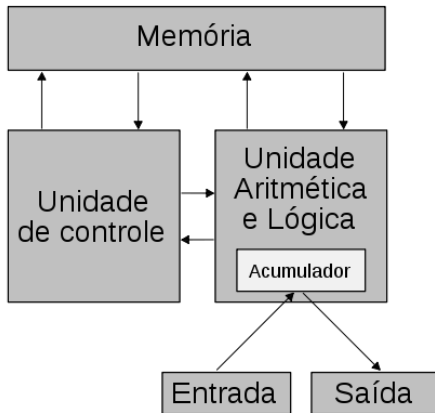 Memória
Unidade
de controle
Unidade
Aritmética
e Lógica
Acumulador
Entrada
Saída